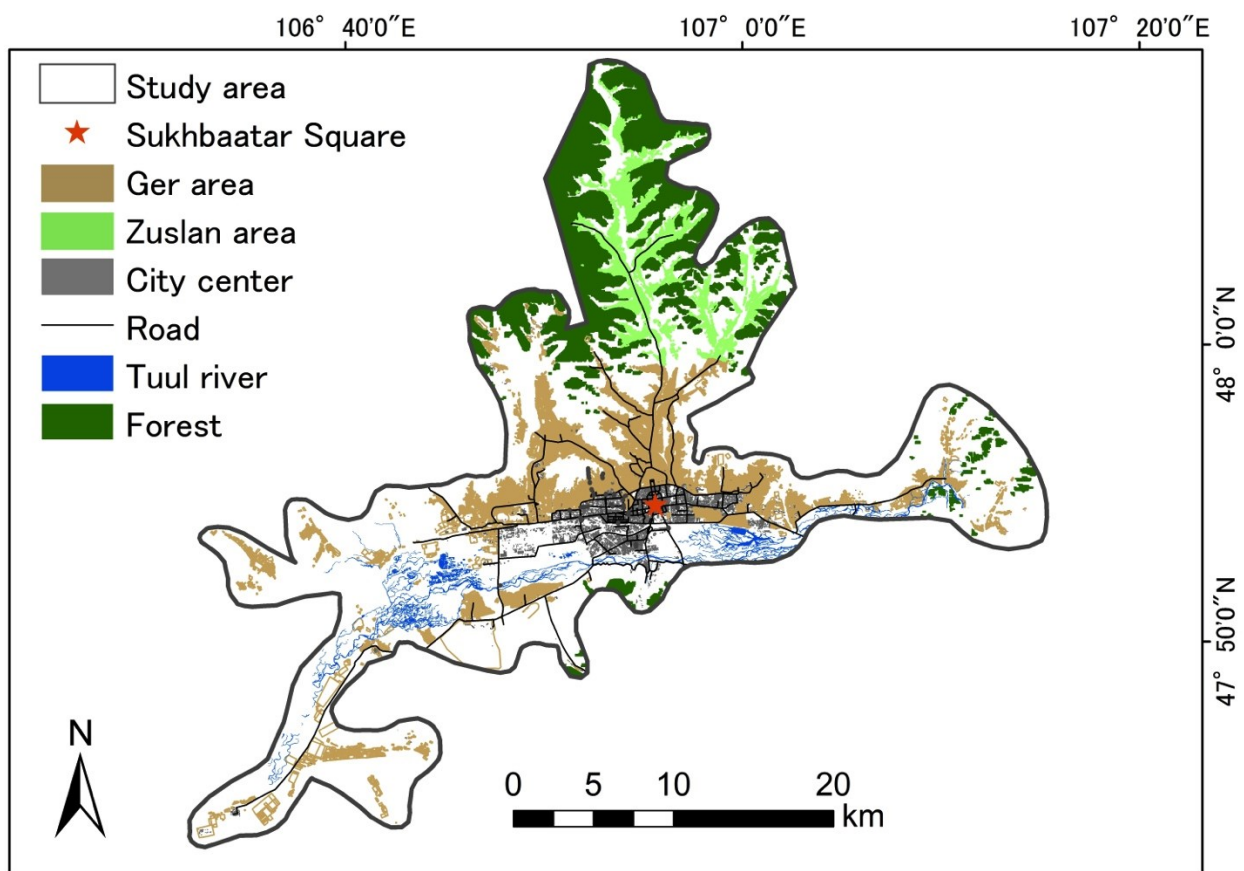 106° 40'0"E
107° 0'0"E
107° 20'0"E
Study area
Sukhbaatar Square
Ger area
Zuslan area
City center
Road
Tuul river
Forest
48° 0'0"N
47° 50'0"N
N
0 5 10 20
km